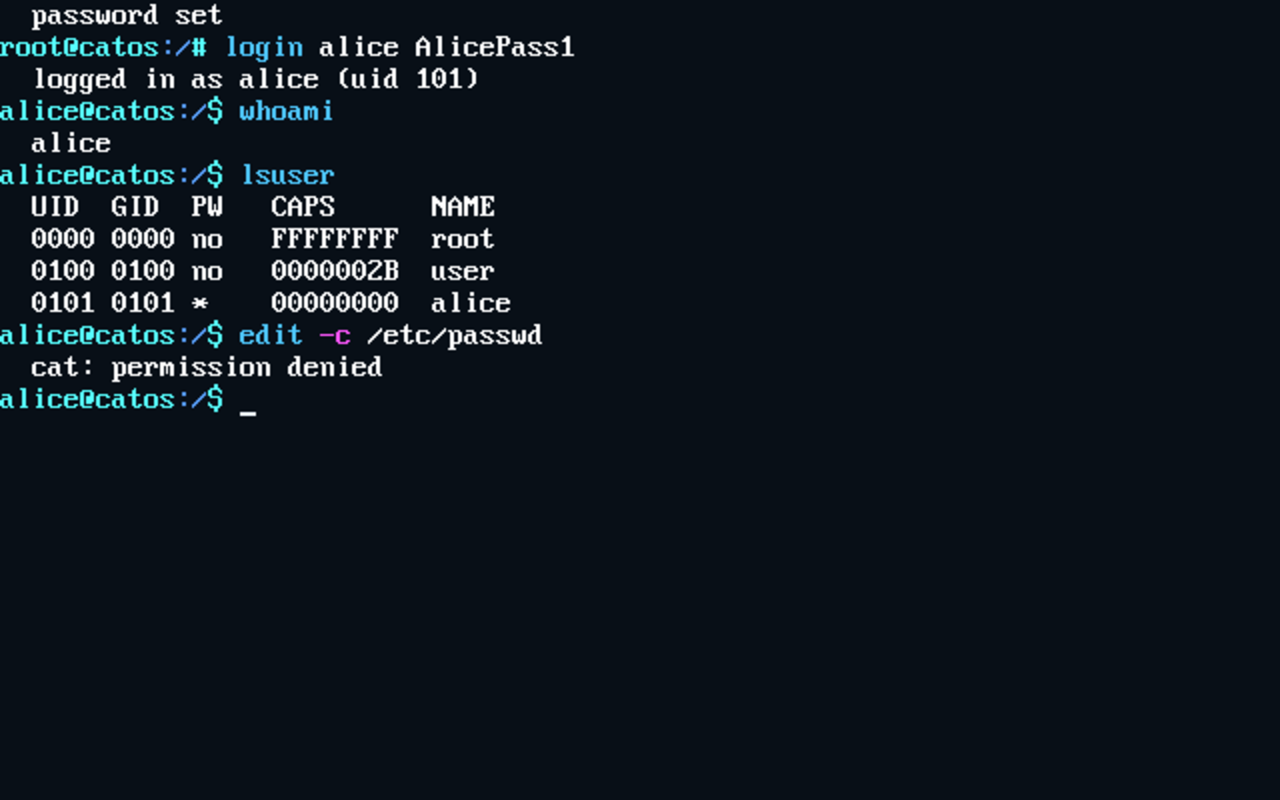 password set
root@catos:/# login alice AlicePass1
logged in as alice (uid 101)
alice@catos:/$ whoami
alice
alice@catos:/$ lsuser
UID GID PW CAPS NAME
0000 0000 no FFFFFFFF root
0100 0100 no 0000002B user
0101 0101 * 00000000 alice
alice@catos:/$ edit -c /etc/passwd
cat: permission denied
alice@catos:/$ _